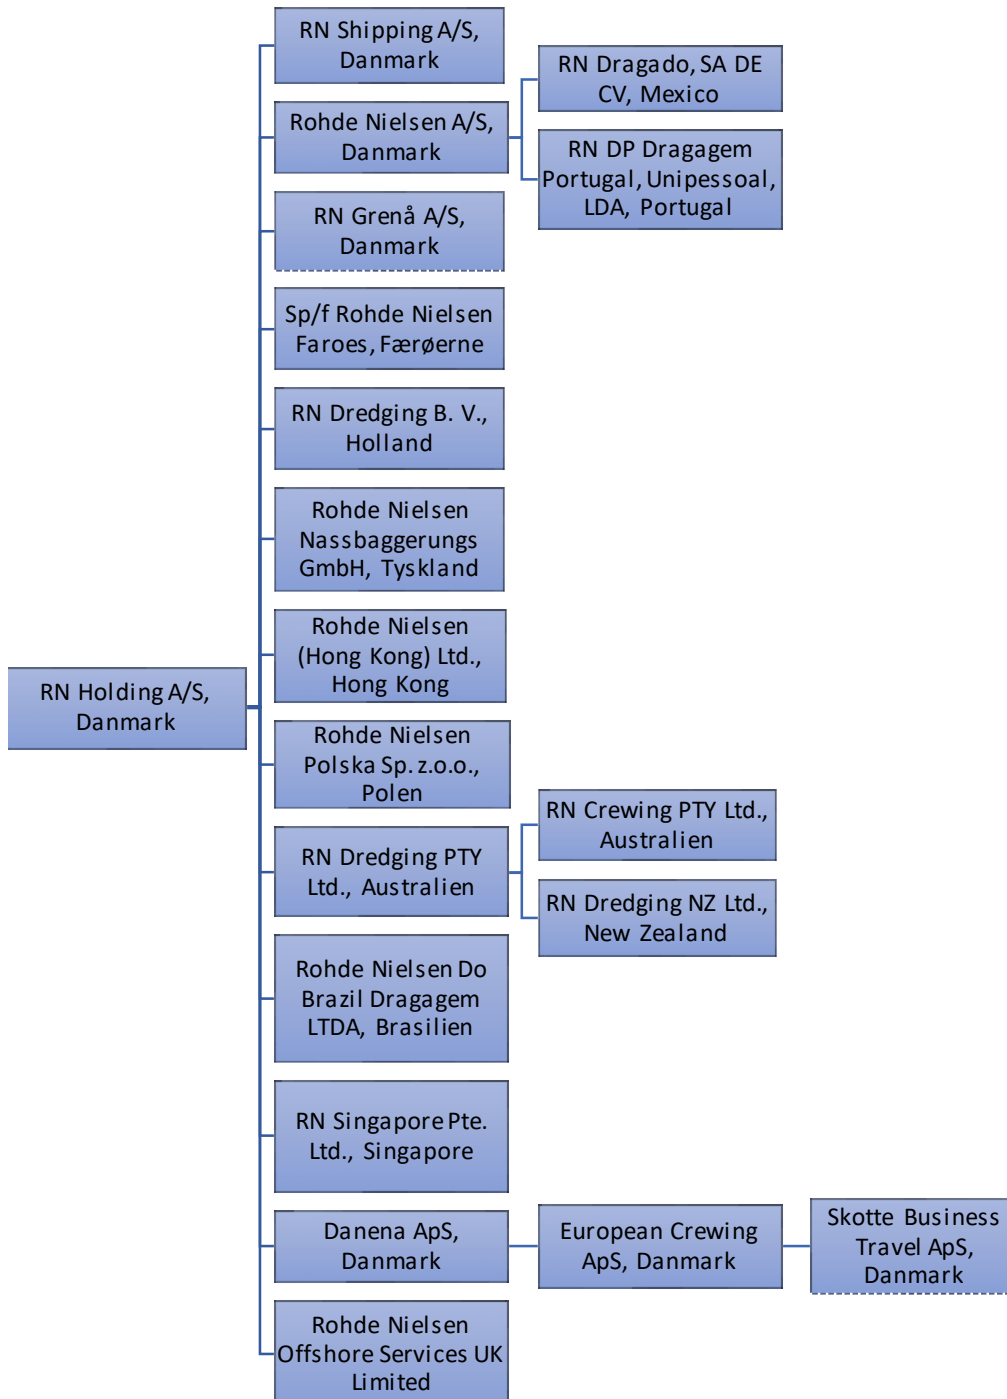 RN Shipping A/S,
Danmark
RN Dragado, SA DE
CV, Mexico
Rohde Nielsen A/S,
Danmark
RN DP Dragagem
Portugal, Unipessoal,
LDA, Portugal
RN Grenå A/S,
Danmark
Sp/f Rohde Nielsen
Faroes, Færøerne
RN Dredging B. V.,
Holland
Rohde Nielsen
Nassbaggerungs
GmbH, Tyskland
Rohde Nielsen
(Hong Kong) Ltd.,
Hong Kong
RN Holding A/S,
Danmark
Rohde Nielsen
Polska Sp. z.o.o.,
Polen
RN Crewing PTY Ltd.,
Australien
RN Dredging PTY
Ltd., Australien
RN Dredging NZ Ltd.,
New Zealand
Rohde Nielsen Do
Brazil Dragagem
LTDA, Brasilien
RN Singapore Pte.
Ltd., Singapore
Danena ApS,
Danmark
European Crewing
ApS, Danmark
Skotte Business
Travel ApS,
Danmark
Rohde Nielsen
Offshore Services UK
Limited